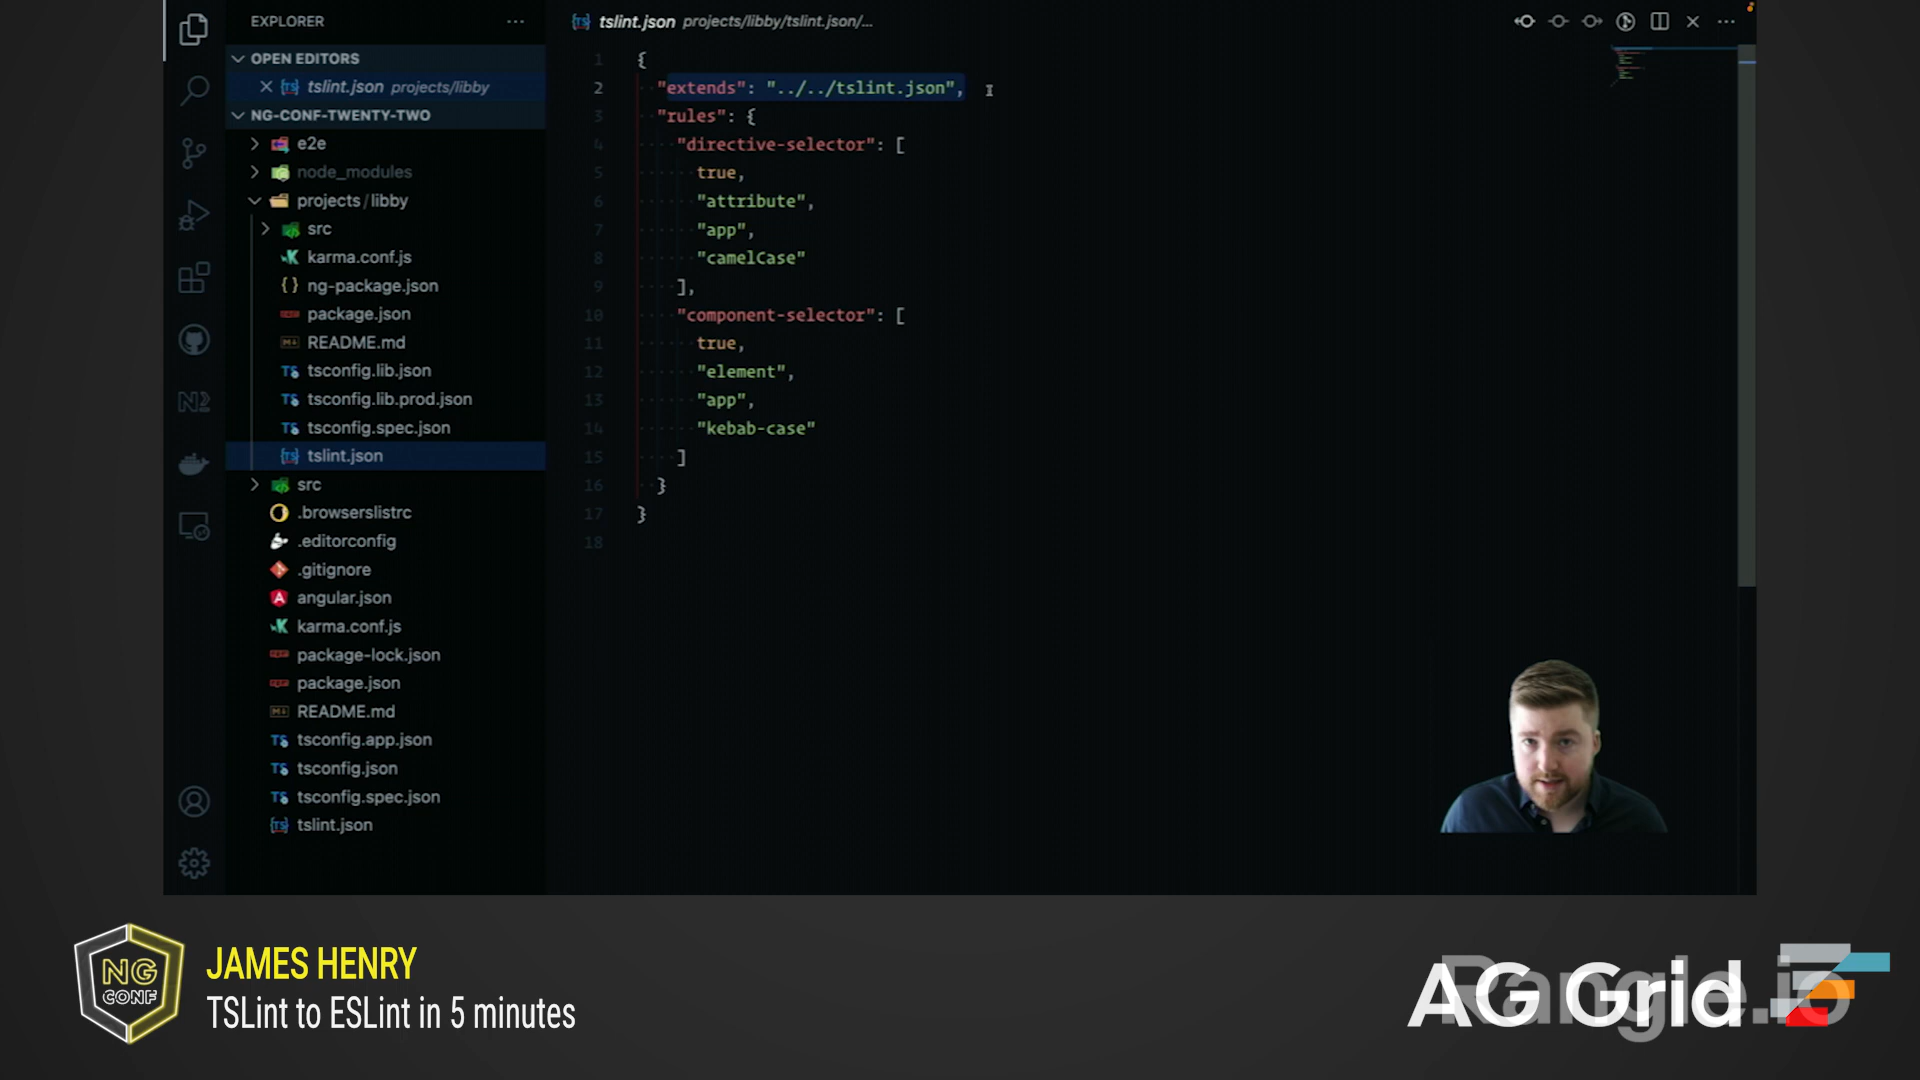 EXPLORER
OPEN EDITORS
tslint.json projects/libby
NG-CONF-TWENTY-TWO
e2e
node_modules
projects / libby
src
karma.conf.js
ng-package.json
package.json
README.md
tsconfig.lib.json
tsconfig.lib.prod.json
tsconfig.spec.json
tslint.json
src
.browserslistrc
.editorconfig
.gitignore
angular.json
karma.conf.js
package-lock.json
package.json
README.md
tsconfig.app.json
tsconfig.json
tsconfig.spec.json
tslint.json
tslint.json projects/libby/tslint.json/...
1 {
2 "extends": "../../tslint.json",
3 "rules": {
4 "directive-selector": [
5 true,
6 "attribute",
7 "app",
8 "camelCase"
9 ],
10 "component-selector": [
11 true,
12 "element",
13 "app",
14 "kebab-case"
15 ]
16 }
17 }
18
NG
CONF
JAMES HENRY
TSLint to ESLint in 5 minutes
AG Grid
Rangle.io